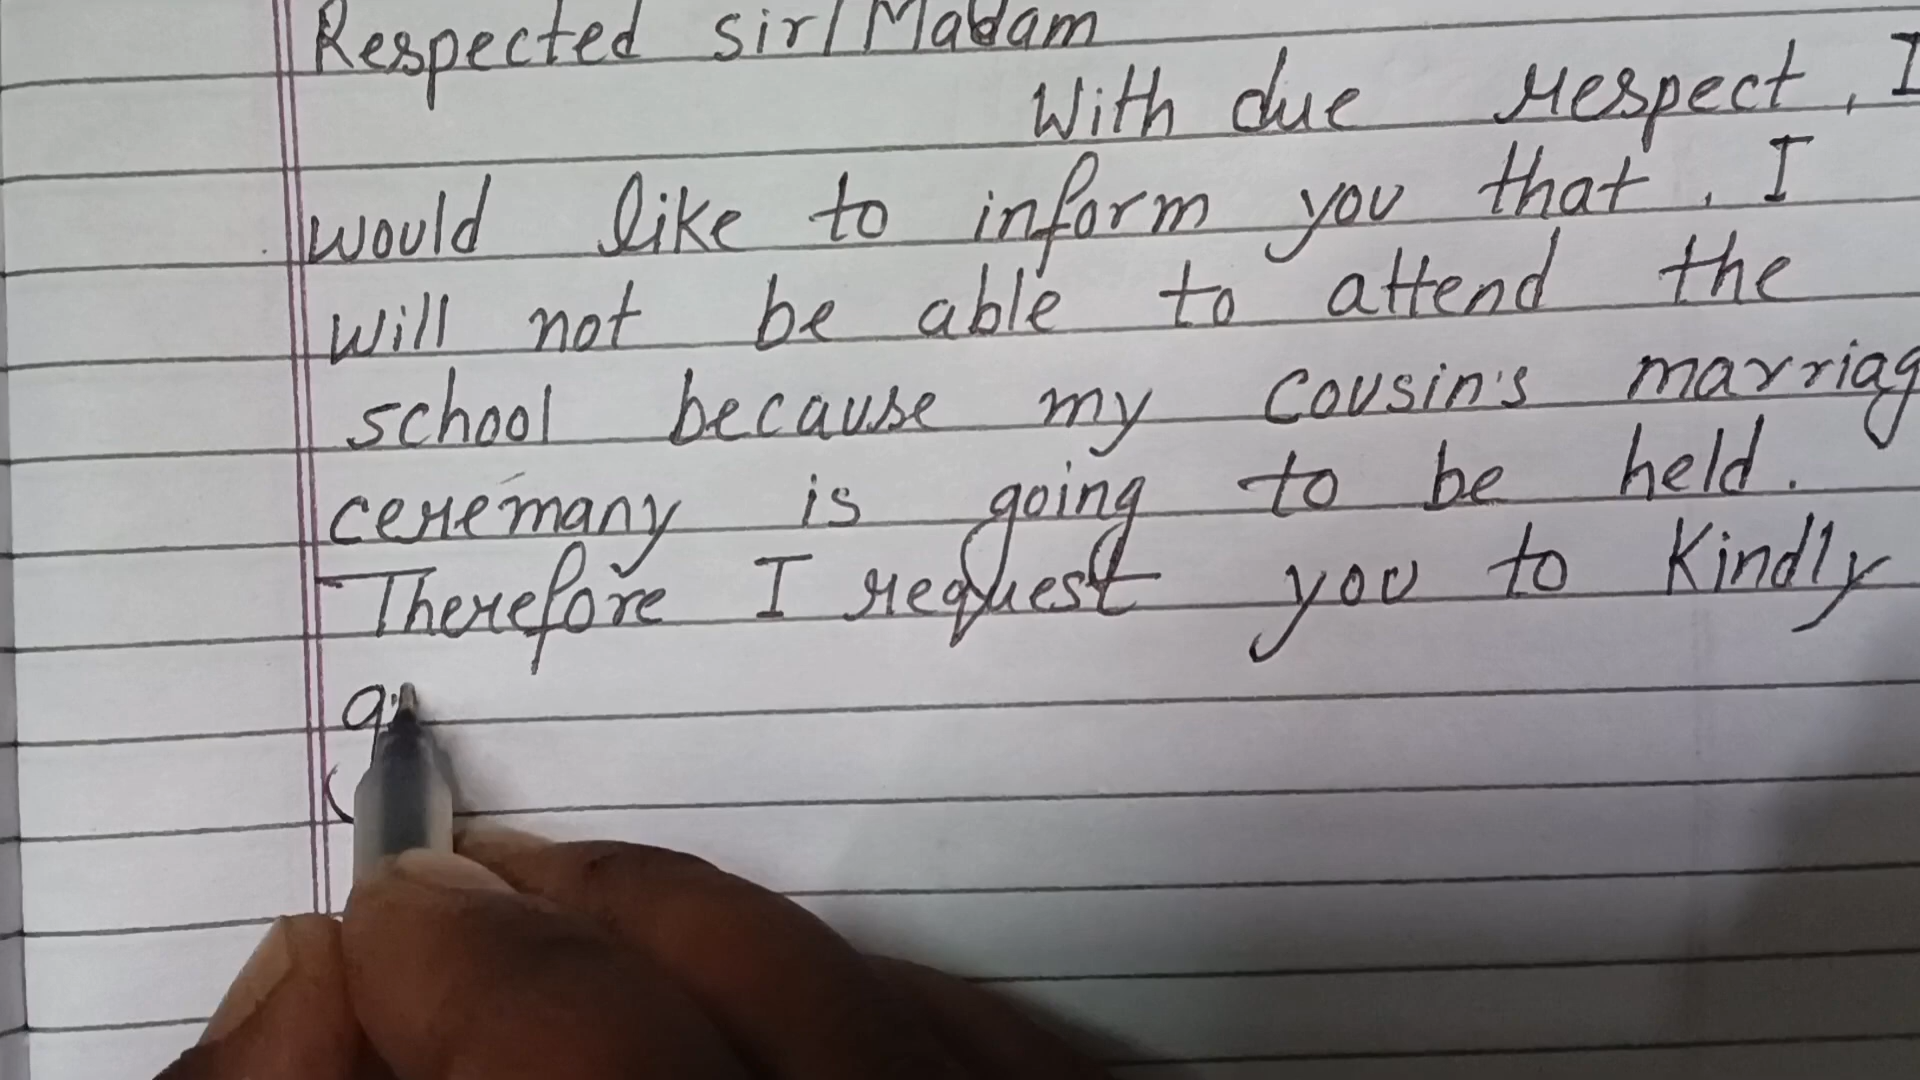 Respected sir/Madam
With due respect, I
would like to inform you that, I
will not be able to attend the
school because my cousin's marriag
ceremany is going to be held.
Therefore I request you to Kindly